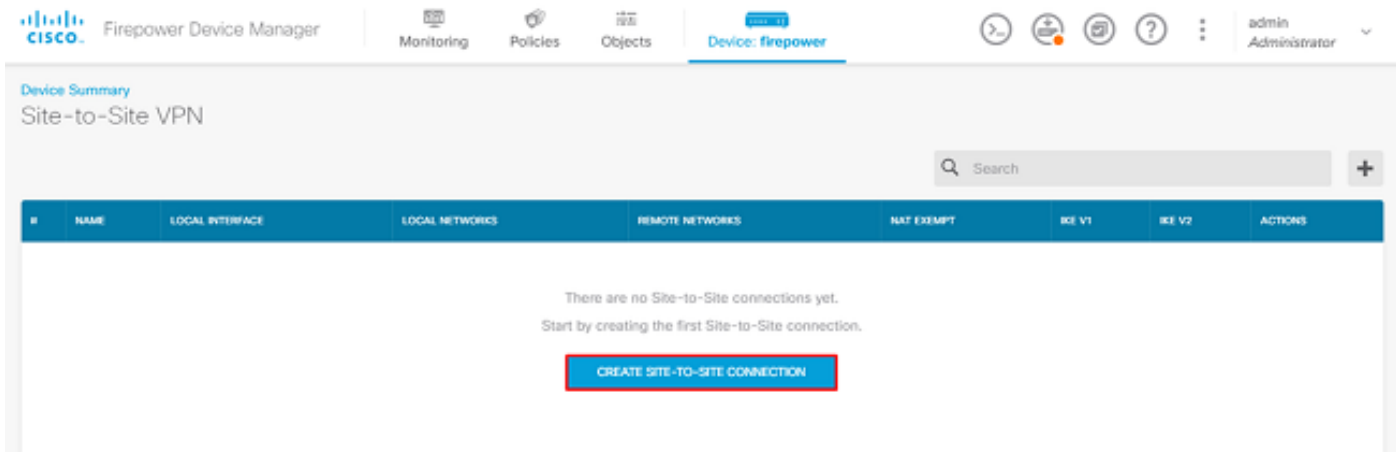 CISCO Firepower Device Manager Monitoring Policies Objects Device: firepower admin
Administrator
Device Summary
Site-to-Site VPN
Search
# NAME LOCAL INTERFACE LOCAL NETWORKS REMOTE NETWORKS NAT EXEMPT IKE V1 IKE V2 ACTIONS
There are no Site-to-Site connections yet.
Start by creating the first Site-to-Site connection.
CREATE SITE-TO-SITE CONNECTION